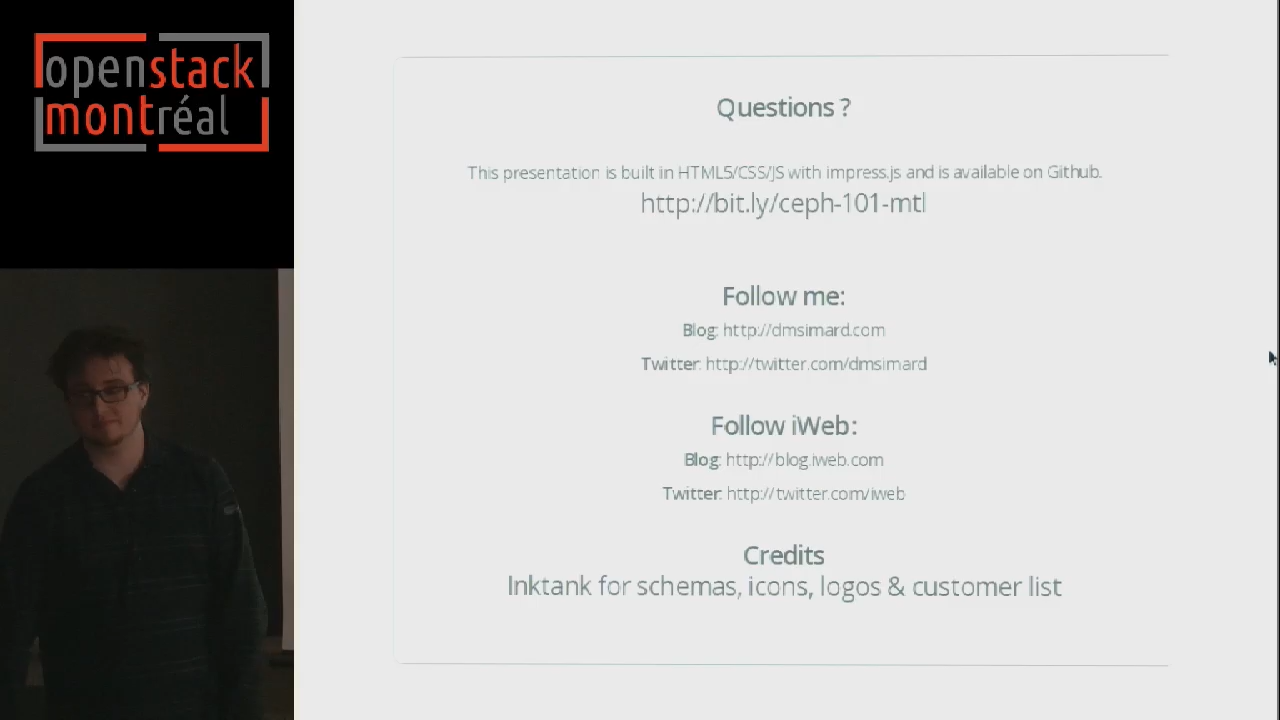 openstack
montréal
Questions ?
This presentation is built in HTML5/CSS/JS with impress.js and is available on Github.
http://bit.ly/ceph-101-mtl
Follow me:
Blog: http://dmsimard.com
Twitter: http://twitter.com/dmsimard
Follow iWeb:
Blog: http://blog.iweb.com
Twitter: http://twitter.com/iweb
Credits
Inktank for schemas, icons, logos & customer list